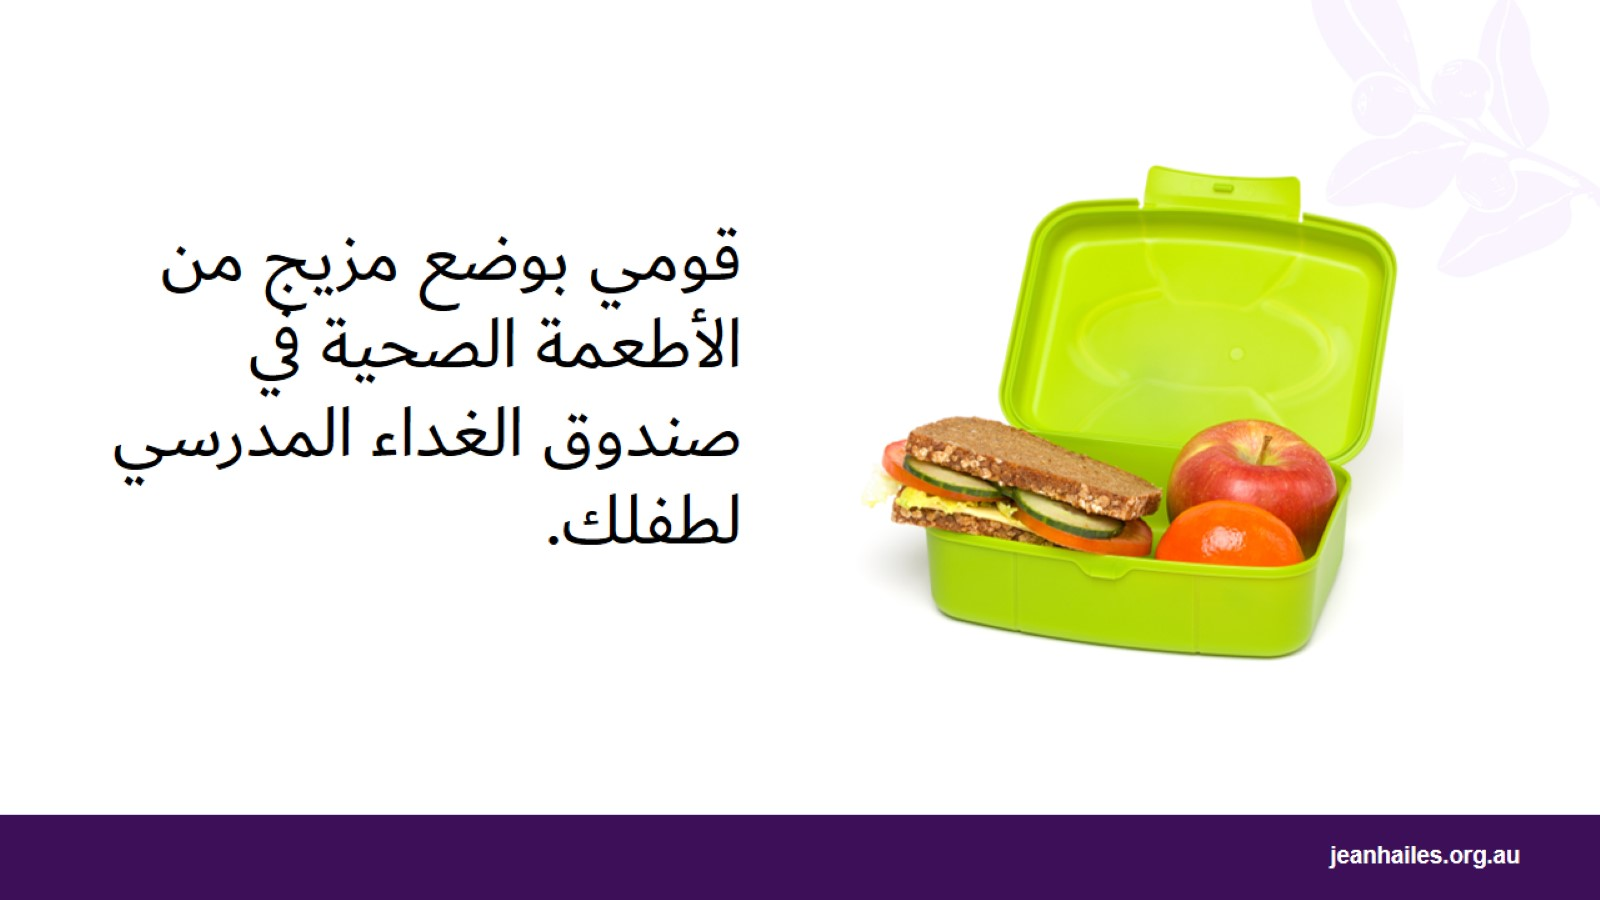 قومي بوضع مزيج من
الأطعمة الصحية في
صندوق الغداء المدرسي
لطفلك.
jeanhailes.org.au